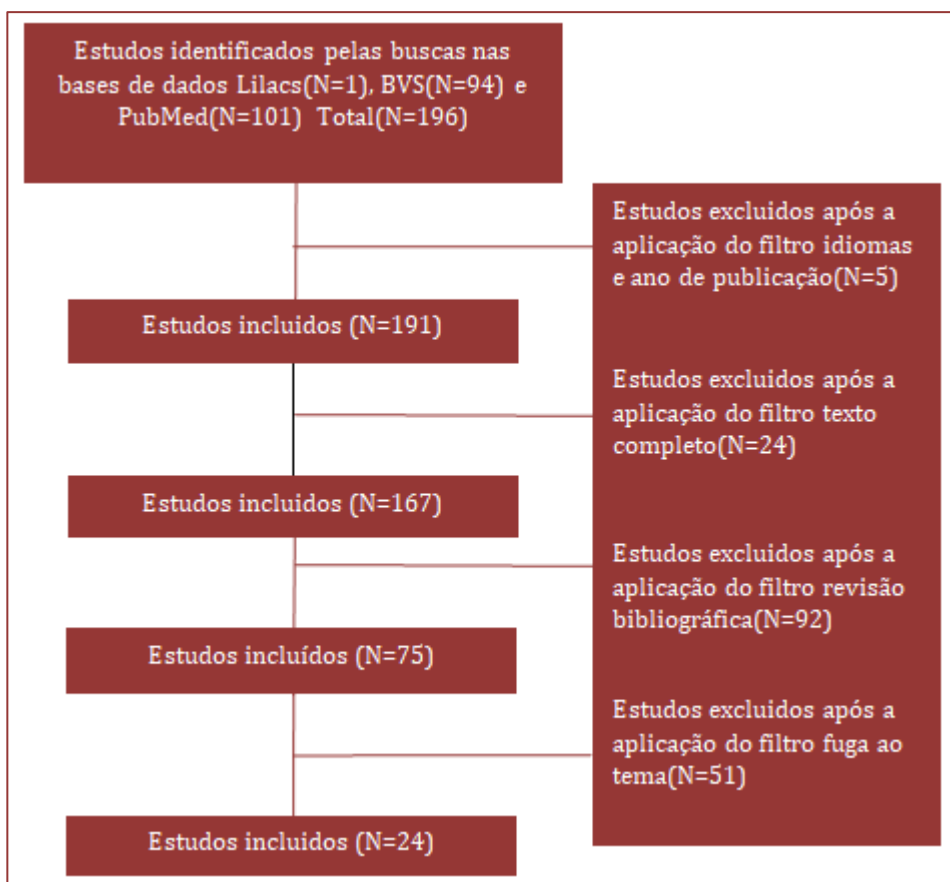 Estudos identificados pelas buscas nas
bases de dados Lilacs(N=1), BVS(N=94) e
PubMed(N=101) Total(N=196)
Estudos excluidos após a
aplicação do filtro idiomas
e ano de publicação(N=5)
Estudos incluidos (N=191)
Estudos excluidos após a
aplicação do filtro texto
completo(N=24)
Estudos incluidos (N=167)
Estudos excluidos após a
aplicação do filtro revisão
bibliográfica(N=92)
Estudos incluídos (N=75)
Estudos excluidos após a
aplicação do filtro fuga ao
tema(N=51)
Estudos incluidos (N=24)